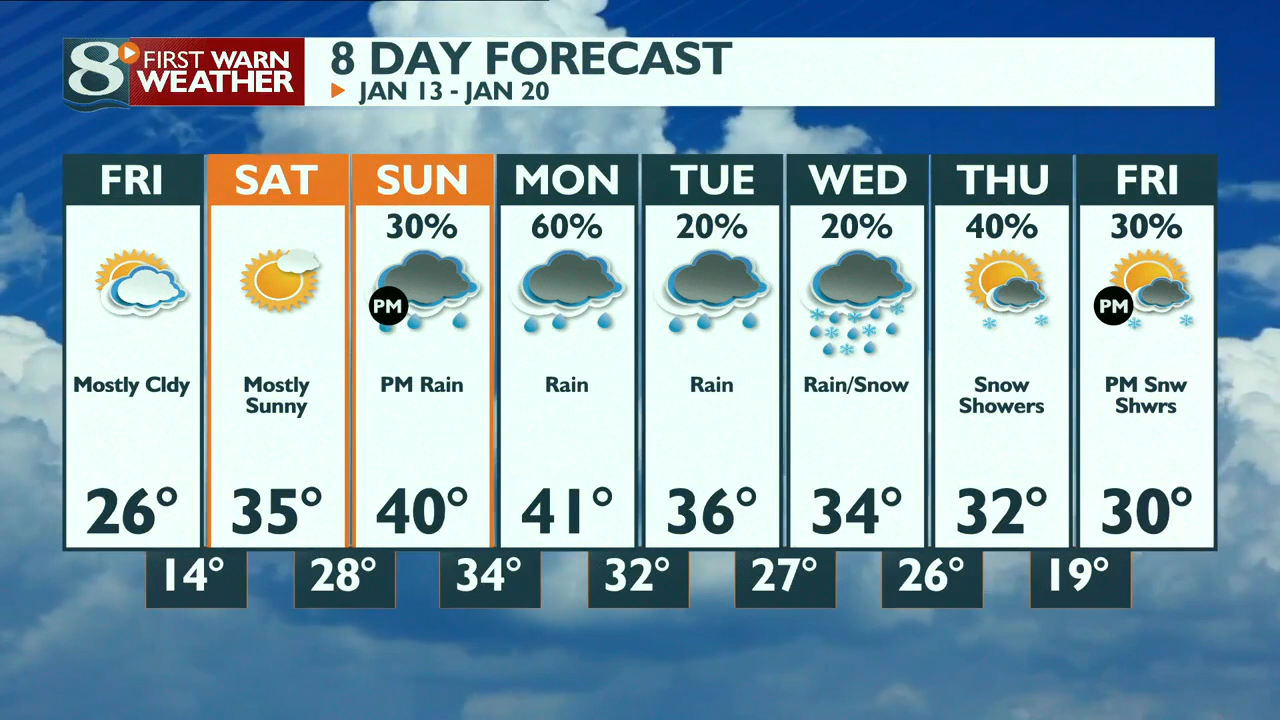 8 FIRST WARN
WEATHER
8 DAY FORECAST
JAN 13 - JAN 20
FRI
Mostly Cldy
26°
SAT
Mostly
Sunny
35°
SUN
30%
PM
PM Rain
40°
MON
60%
Rain
41°
TUE
20%
Rain
36°
WED
20%
Rain/Snow
34°
THU
40%
Snow
Showers
32°
FRI
30%
PM
PM Snw
Shwrs
30°
14° 28° 34° 32° 27° 26° 19°